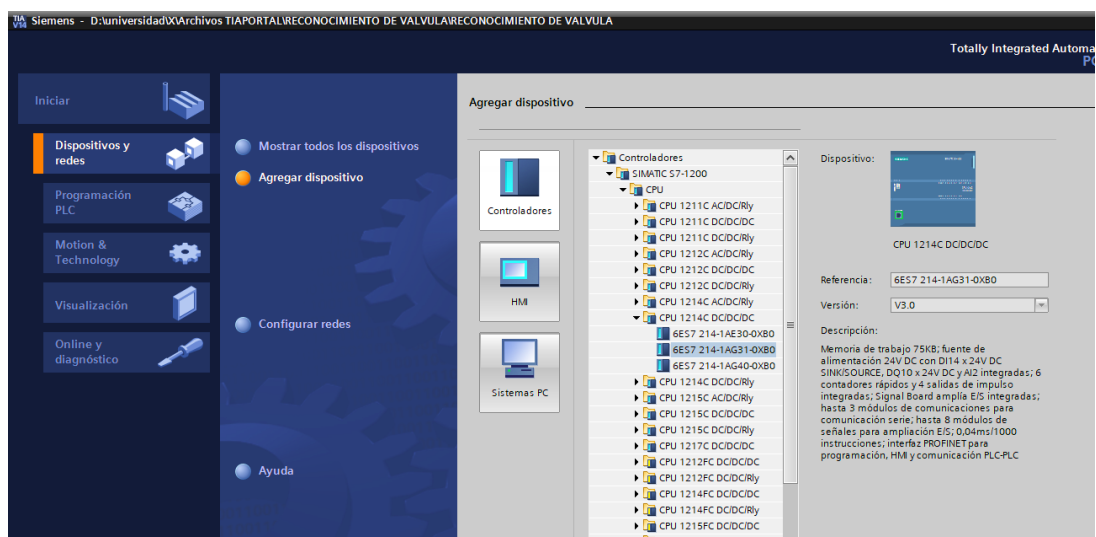 TIA V14 Siemens - D:\universidad\X\Archivos TIAPORTAL\RECONOCIMIENTO DE VALVULA\RECONOCIMIENTO DE VALVULA
Totally Integrated Automa
PO
Iniciar
Dispositivos y
redes
Programación
PLC
Motion &
Technology
Visualización
Online y
diagnóstico
Mostrar todos los dispositivos
Agregar dispositivo
Configurar redes
Ayuda
Agregar dispositivo
Controladores
HMI
Sistemas PC
Controladores
SIMATIC S7-1200
CPU
CPU 1211C AC/DC/Rly
CPU 1211C DC/DC/DC
CPU 1211C DC/DC/Rly
CPU 1212C AC/DC/Rly
CPU 1212C DC/DC/DC
CPU 1212C DC/DC/Rly
CPU 1214C AC/DC/Rly
CPU 1214C DC/DC/DC
6ES7 214-1AE30-0XB0
6ES7 214-1AG31-0XB0
6ES7 214-1AG40-0XB0
CPU 1214C DC/DC/Rly
CPU 1215C AC/DC/Rly
CPU 1215C DC/DC/DC
CPU 1215C DC/DC/Rly
CPU 1217C DC/DC/DC
CPU 1212FC DC/DC/DC
CPU 1212FC DC/DC/Rly
CPU 1214FC DC/DC/DC
CPU 1214FC DC/DC/Rly
CPU 1215FC DC/DC/DC
Dispositivo:
CPU 1214C DC/DC/DC
Referencia: 6ES7 214-1AG31-0XB0
Versión: V3.0
Descripción:
Memoria de trabajo 75KB; fuente de
alimentación 24V DC con DI14 x 24V DC
SINK/SOURCE, DQ10 x 24V DC y AI2 integradas; 6
contadores rápidos y 4 salidas de impulso
integradas; Signal Board amplía E/S integradas;
hasta 3 módulos de comunicaciones para
comunicación serie; hasta 8 módulos de
señales para ampliación E/S; 0,04ms/1000
instrucciones; interfaz PROFINET para
programación, HMI y comunicación PLC-PLC